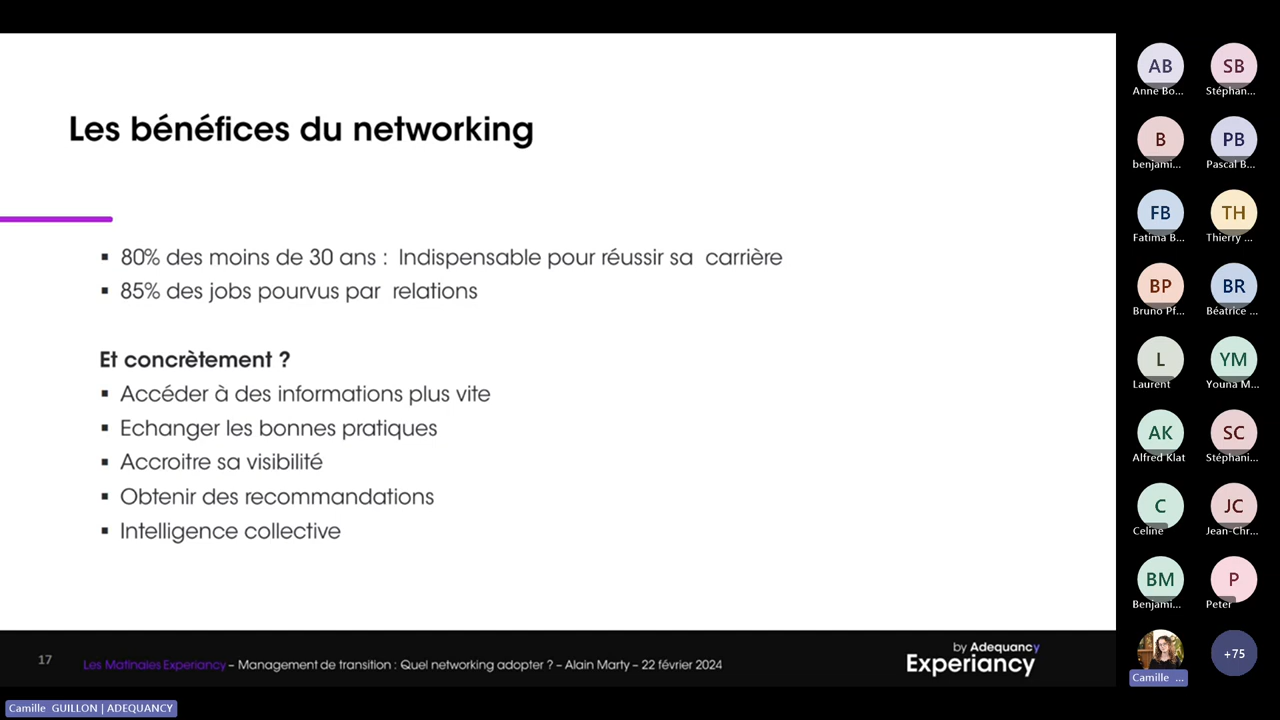 Les bénéfices du networking
▪ 80% des moins de 30 ans : Indispensable pour réussir sa carrière
▪ 85% des jobs pourvus par relations
Et concrètement ?
▪ Accéder à des informations plus vite
▪ Echanger les bonnes pratiques
▪ Accroitre sa visibilité
▪ Obtenir des recommandations
▪ Intelligence collective
17
Les Matinales Experiancy – Management de transition : Quel networking adopter ? – Alain Marty – 22 février 2024
by Adequancy
Experiancy
AB
Anne Bo...
SB
Stéphan...
B
benjami...
PB
Pascal B...
FB
Fatima B...
TH
Thierry ...
BP
Bruno Pf...
BR
Béatrice ...
L
Laurent
YM
Youna M...
AK
Alfred Klat
SC
Stéphani...
C
Celine
JC
Jean-Chr...
BM
Benjami...
P
Peter
Camille ...
+75
Camille GUILLON | ADEQUANCY